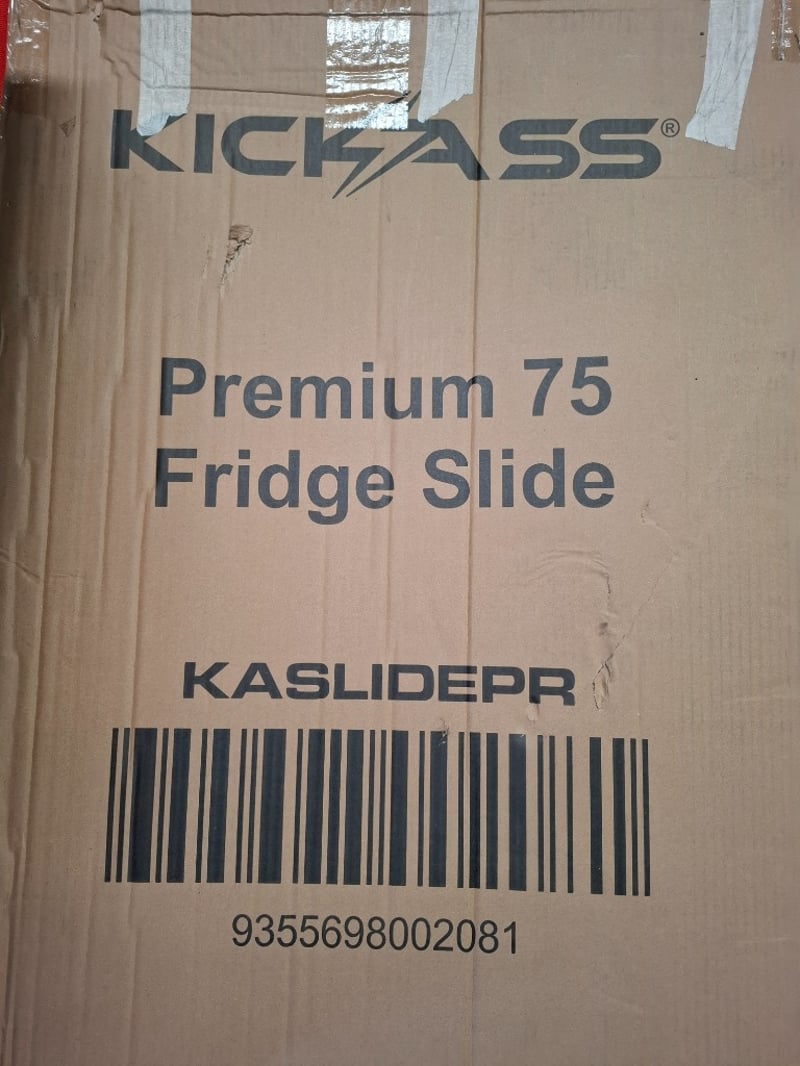 KICKASS®
Premium 75
Fridge Slide
KASLIDEPR
9355698002081